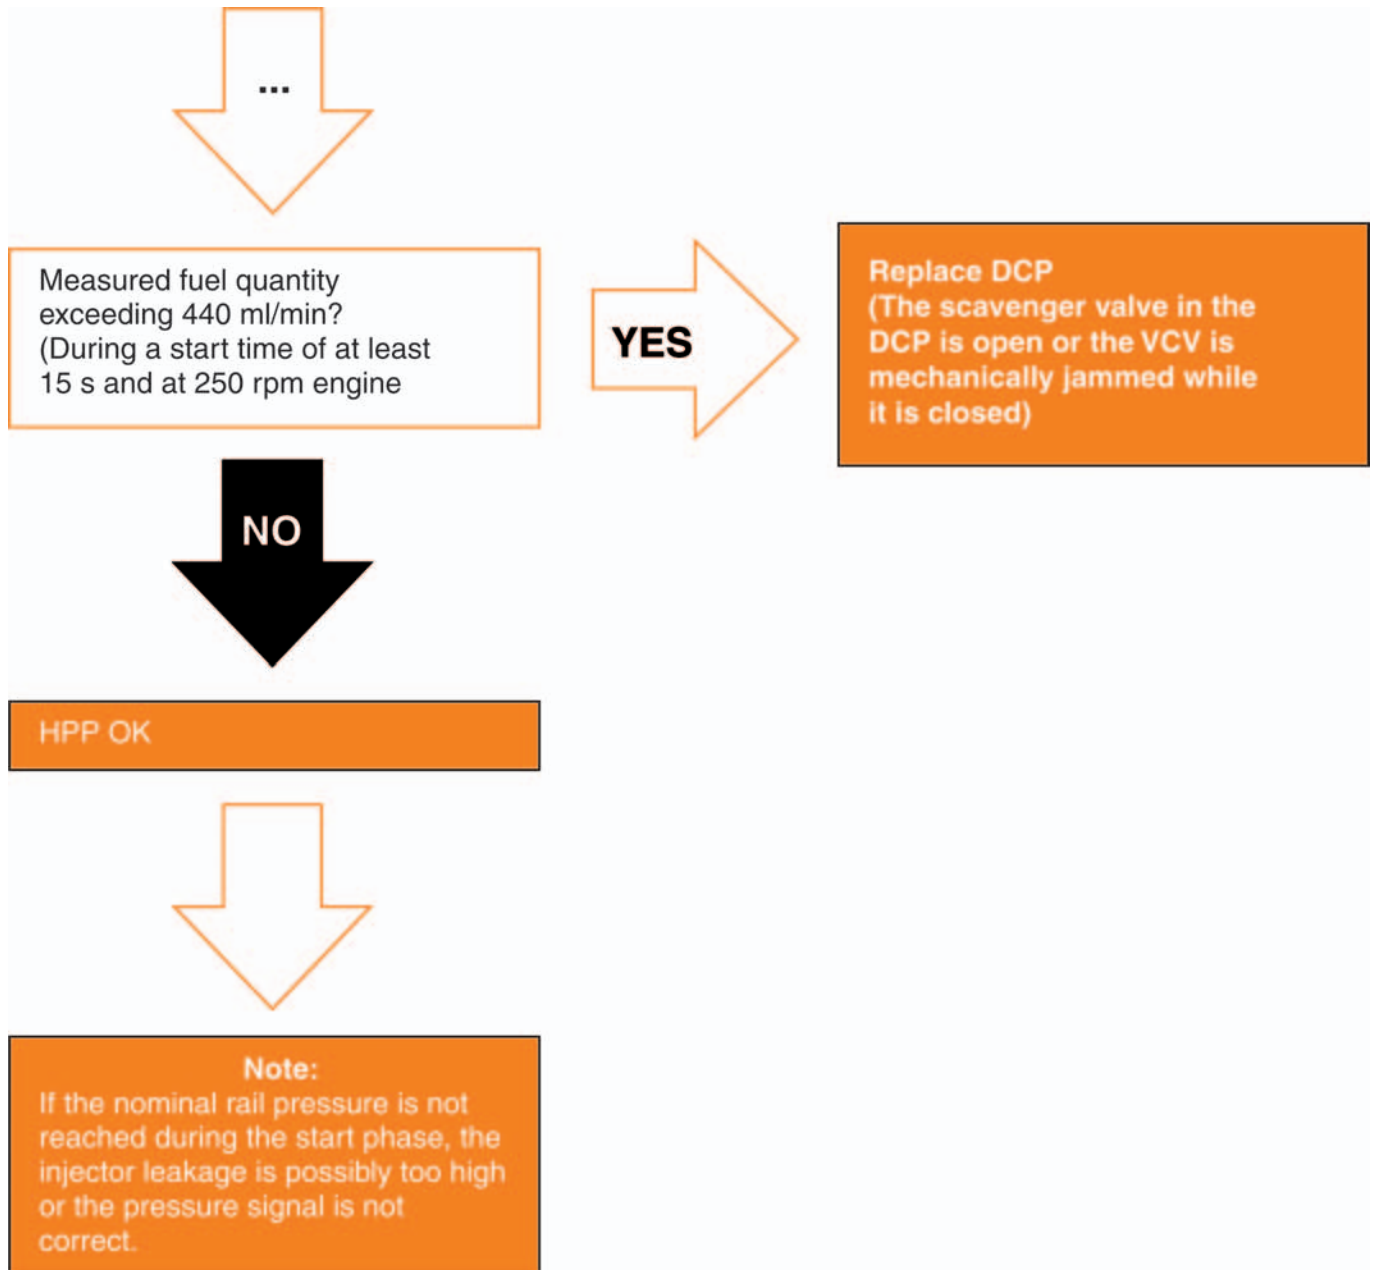 ...
Measured fuel quantity
exceeding 440 ml/min?
(During a start time of at least
15 s and at 250 rpm engine
YES
Replace DCP
(The scavenger valve in the
DCP is open or the VCV is
mechanically jammed while
it is closed)
NO
HPP OK
Note:
If the nominal rail pressure is not
reached during the start phase, the
injector leakage is possibly too high
or the pressure signal is not
correct.